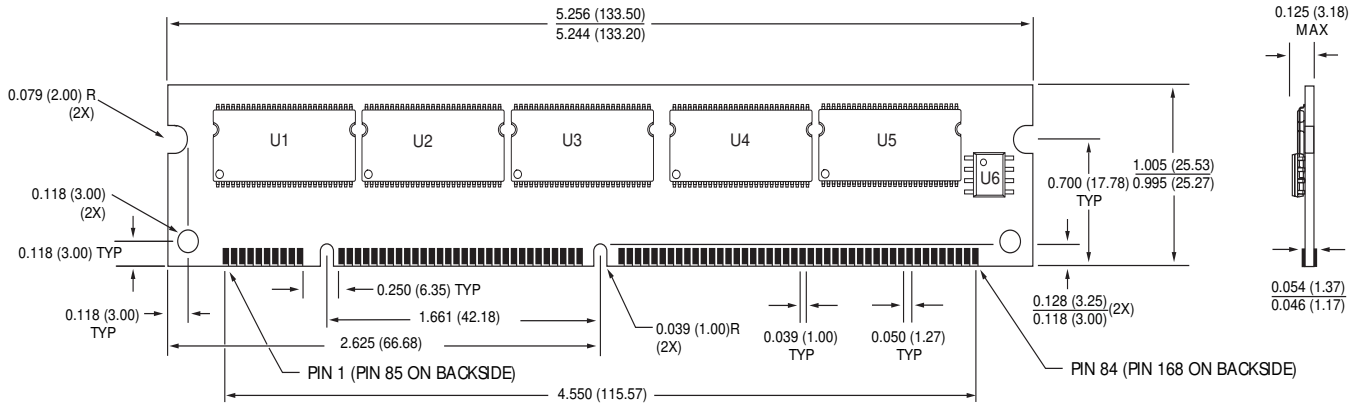 5.256 (133.50)
5.244 (133.20)
0.125 (3.18)
MAX
0.079 (2.00) R
(2X)
U1
U2
U3
U4
U5
U6
1.005 (25.53)
0.995 (25.27)
0.700 (17.78)
TYP
0.118 (3.00)
(2X)
0.118 (3.00) TYP
0.118 (3.00)
TYP
0.250 (6.35) TYP
1.661 (42.18)
2.625 (66.68)
0.039 (1.00)R
(2X)
0.039 (1.00)
TYP
0.050 (1.27)
TYP
0.128 (3.25)
0.118 (3.00)
(2X)
0.054 (1.37)
0.046 (1.17)
PIN 1 (PIN 85 ON BACKSIDE)
PIN 84 (PIN 168 ON BACKSIDE)
4.550 (115.57)